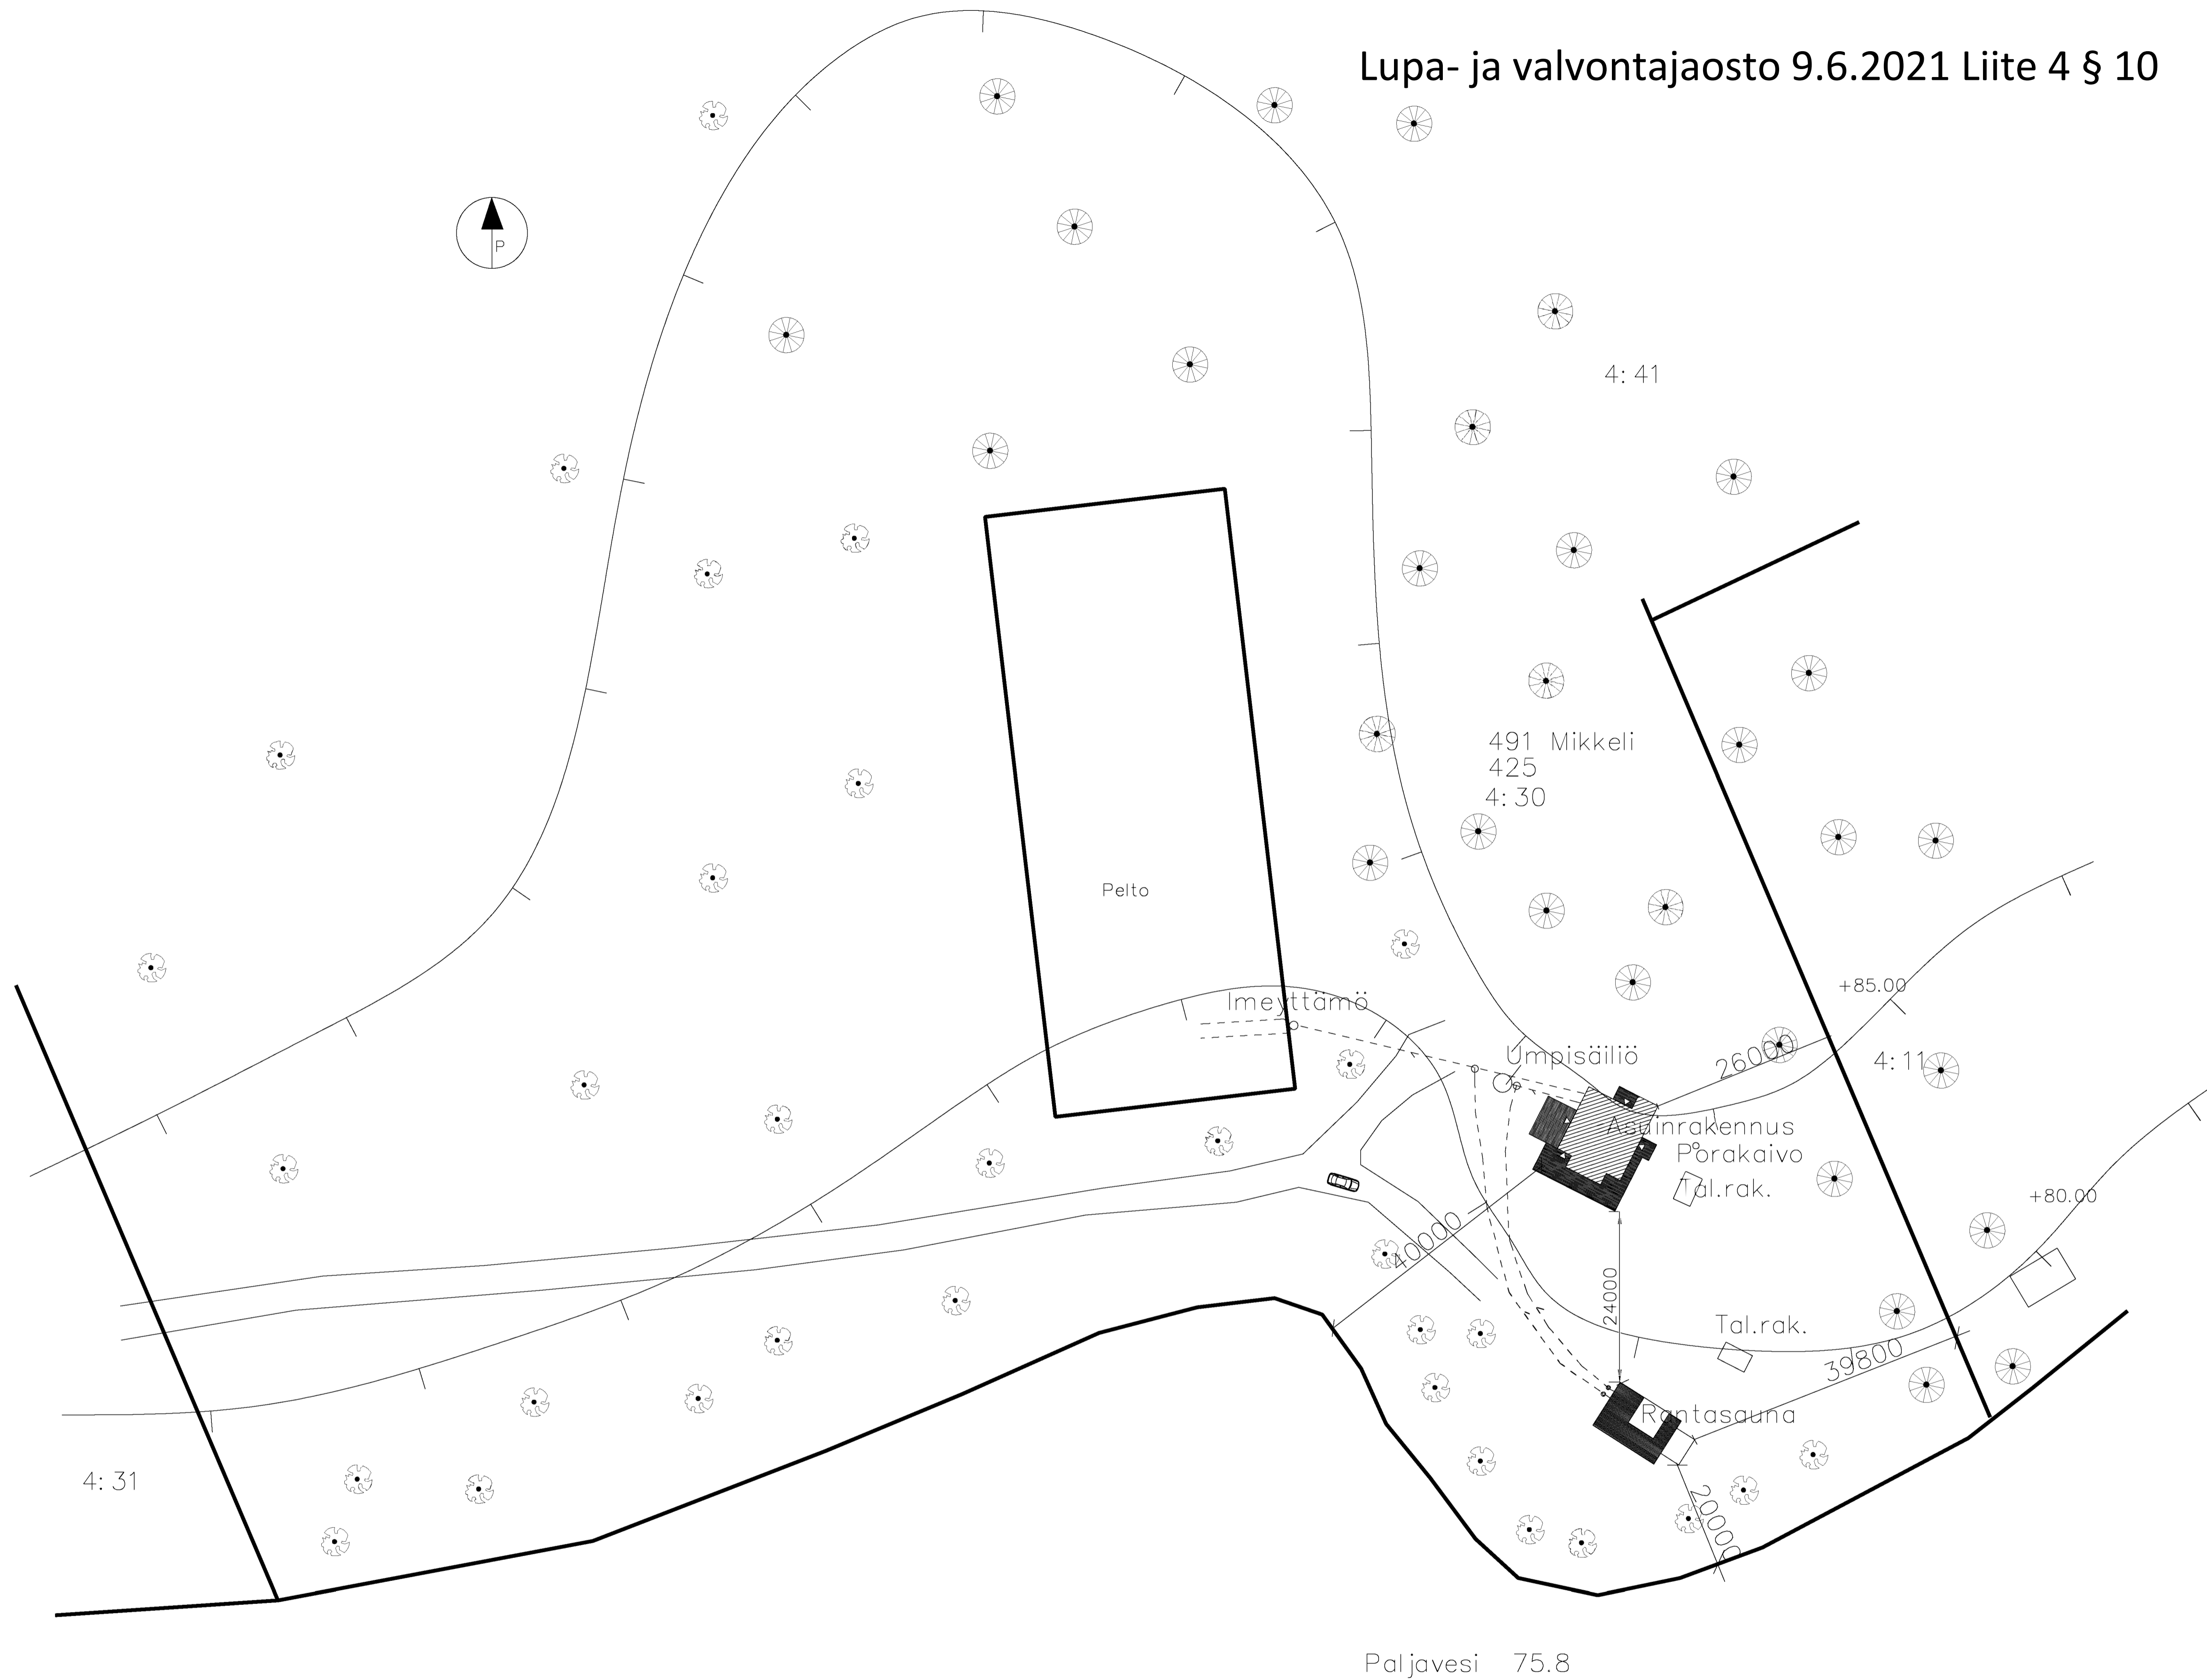 Lupa- ja valvontajaosto 9.6.2021 Liite 4 § 10
P
4:41
491 Mikkeli
425
4:30
Pelto
+85.00
Imeyttämö
Umpisäiliö
26000
4:11
Asuinrakennus
Porakaivo
Tal.rak.
+80.00
40000
24000
Tal.rak.
39800
Rantasauna
4:31
20000
Paljavesi 75.8